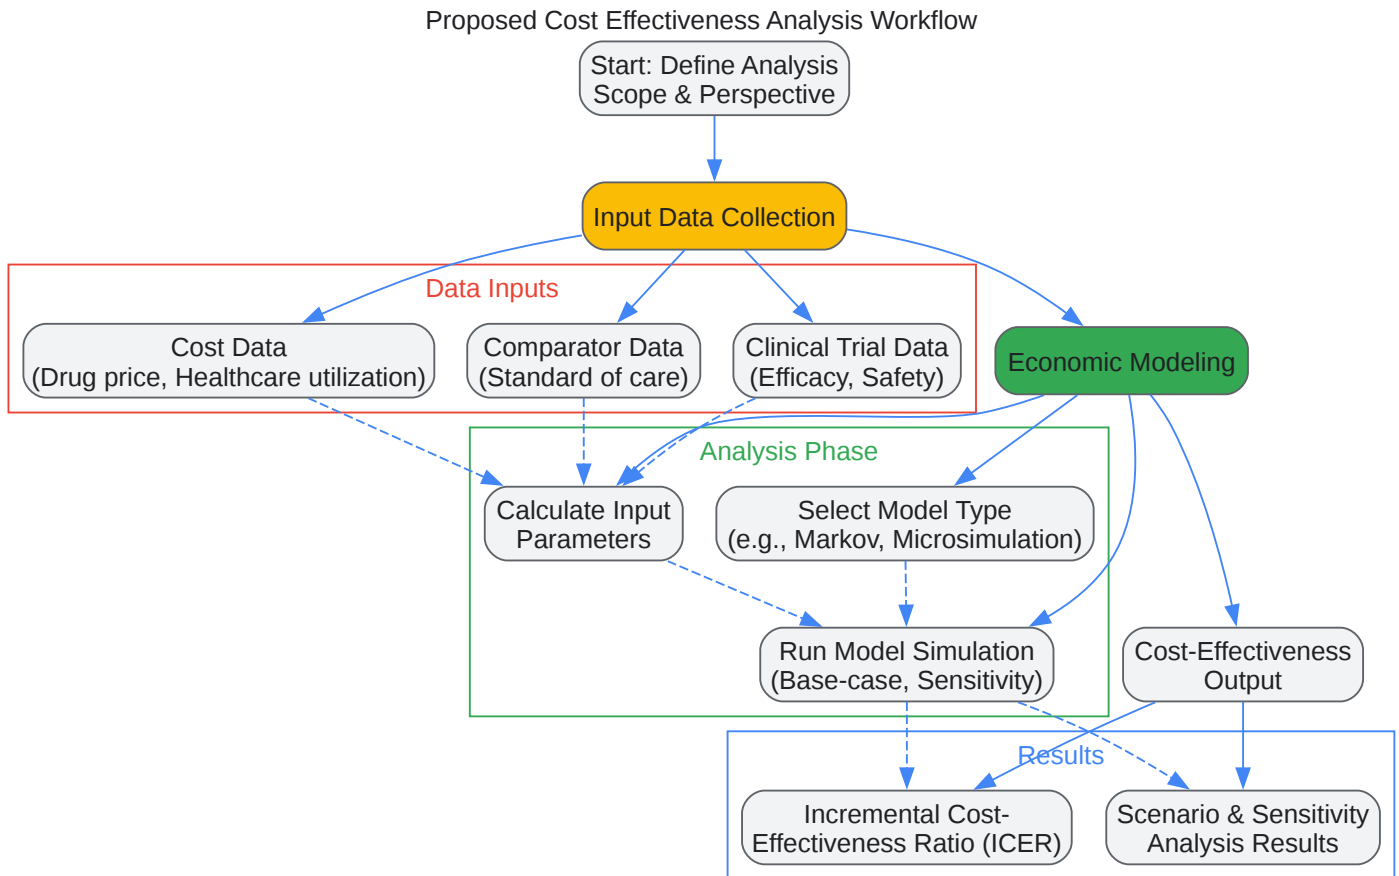 Proposed Cost Effectiveness Analysis Workflow
Start: Define Analysis
Scope & Perspective
Input Data Collection
Data Inputs
Cost Data
(Drug price, Healthcare utilization)
Comparator Data
(Standard of care)
Clinical Trial Data
(Efficacy, Safety)
Economic Modeling
Analysis Phase
Calculate Input
Parameters
Select Model Type
(e.g., Markov, Microsimulation)
Run Model Simulation
(Base-case, Sensitivity)
Cost-Effectiveness
Output
Results
Incremental Cost-
Effectiveness Ratio (ICER)
Scenario & Sensitivity
Analysis Results